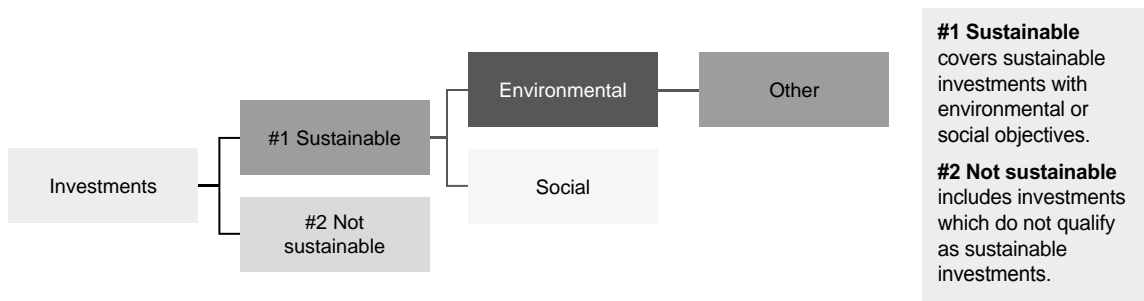 Investments
#1 Sustainable
#2 Not
sustainable
Environmental
Social
Other
#1 Sustainable
covers sustainable
investments with
environmental or
social objectives.
#2 Not sustainable
includes investments
which do not qualify
as sustainable
investments.